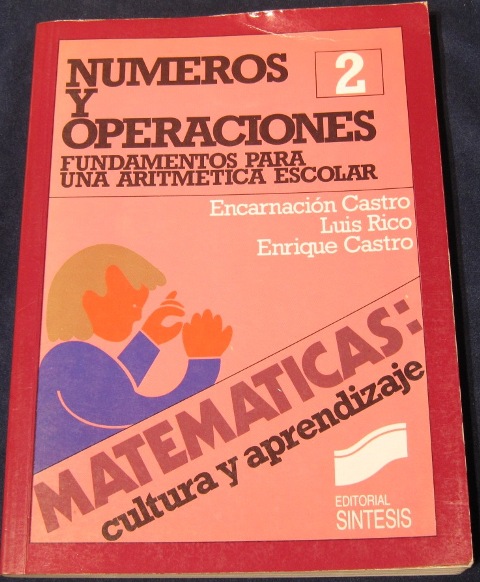 NUMEROS
Y
OPERACIONES
2
FUNDAMENTOS PARA
UNA ARITMETICA ESCOLAR
Encarnación Castro
Luis Rico
Enrique Castro
MATEMATICAS:
cultura y aprendizaje
EDITORIAL
SINTESIS